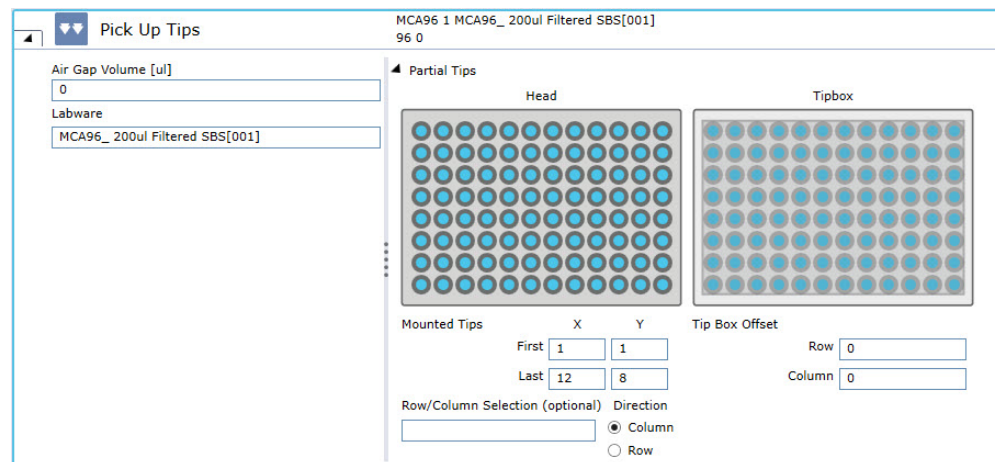 Pick Up Tips
MCA96 1 MCA96_ 200ul Filtered SBS[001]
96 0
Air Gap Volume [ul]
0
Labware
MCA96_ 200ul Filtered SBS[001]
Partial Tips
Head
Tipbox
Mounted Tips X Y
First 1 1
Last 12 8
Row/Column Selection (optional) Direction
Column
Row
Tip Box Offset
Row 0
Column 0